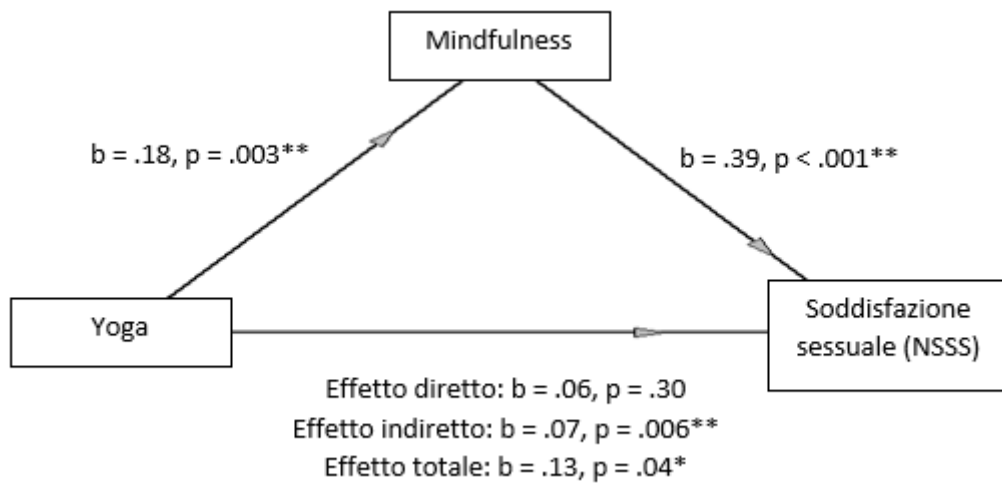 Mindfulness
b = .18, p = .003**
b = .39, p < .001**
Yoga
Soddisfazione
sessuale (NSSS)
Effetto diretto: b = .06, p = .30
Effetto indiretto: b = .07, p = .006**
Effetto totale: b = .13, p = .04*